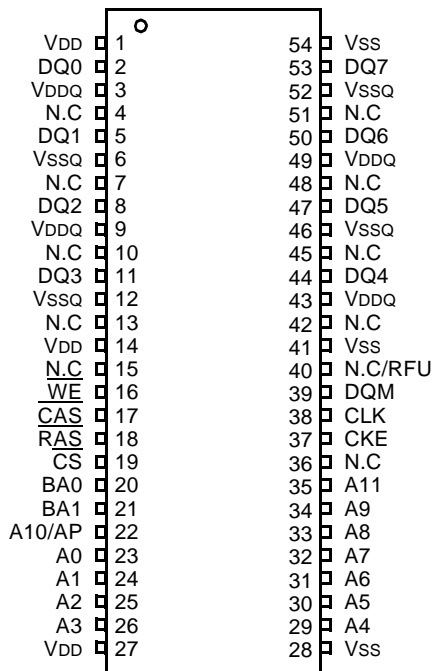 VDD 1 54 VSS
DQ0 2 53 DQ7
VDDQ 3 52 VSSQ
N.C 4 51 N.C
DQ1 5 50 DQ6
VSSQ 6 49 VDDQ
N.C 7 48 N.C
DQ2 8 47 DQ5
VDDQ 9 46 VSSQ
N.C 10 45 N.C
DQ3 11 44 DQ4
VSSQ 12 43 VDDQ
N.C 13 42 N.C
VDD 14 41 VSS
N.C 15 40 N.C/RFU
WE 16 39 DQM
CAS 17 38 CLK
RAS 18 37 CKE
CS 19 36 N.C
BA0 20 35 A11
BA1 21 34 A9
A10/AP 22 33 A8
A0 23 32 A7
A1 24 31 A6
A2 25 30 A5
A3 26 29 A4
VDD 27 28 VSS